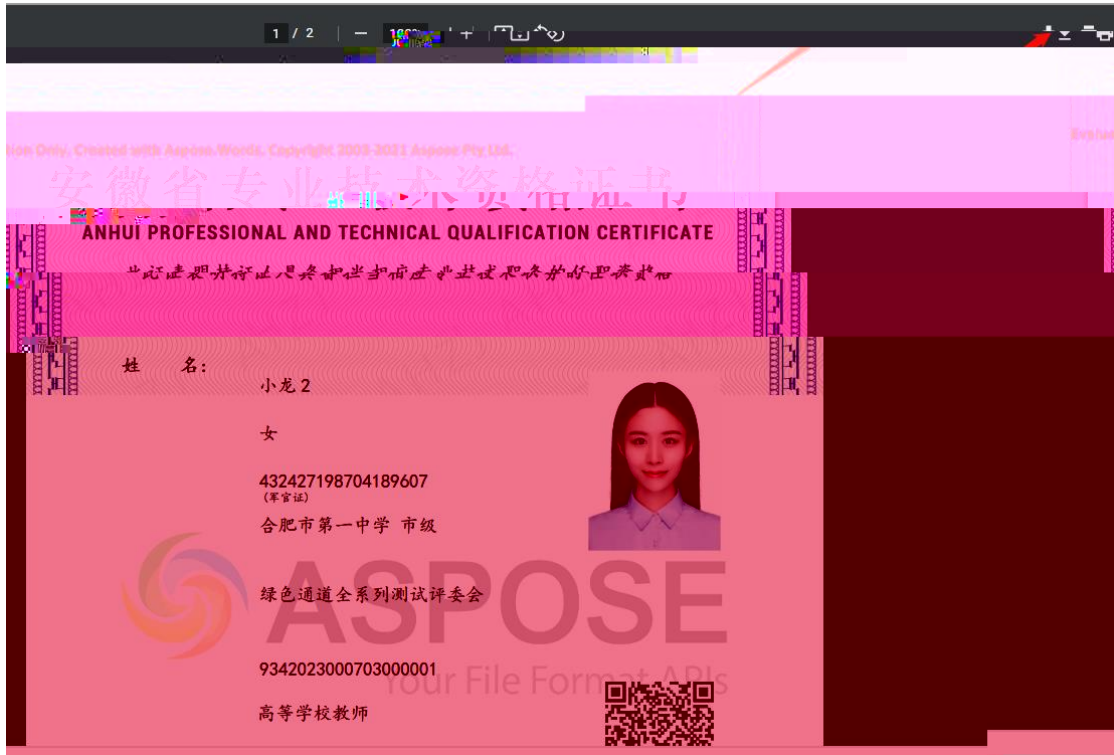 1 / 2
Evalua
ion Only. Created with Aspose.Words. Copyright 2003-2021 Aspose Pty Ltd.
安徽省专业技术资格证书
ANHUI PROFESSIONAL AND TECHNICAL QUALIFICATION CERTIFICATE
姓 名:
小龙2
女
432427198704189607
(军官证)
合肥市第一中学 市级
绿色通道全系列测试评委会
ASPOSE
Your File Format APIs
9342023000703000001
高等学校教师